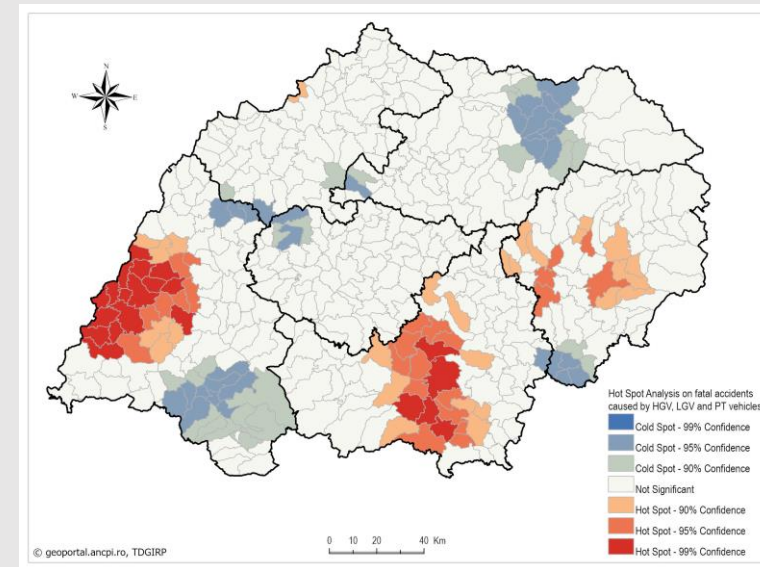 N
W
E
S
Hot Spot Analysis on fatal accidents
caused by HGV, LGV and PT vehicles
Cold Spot - 99% Confidence
Cold Spot - 95% Confidence
Cold Spot - 90% Confidence
Not Significant
Hot Spot - 90% Confidence
Hot Spot - 95% Confidence
Hot Spot - 99% Confidence
0 10 20 40 Km
© geoportal.ancpi.ro, TDGIRP